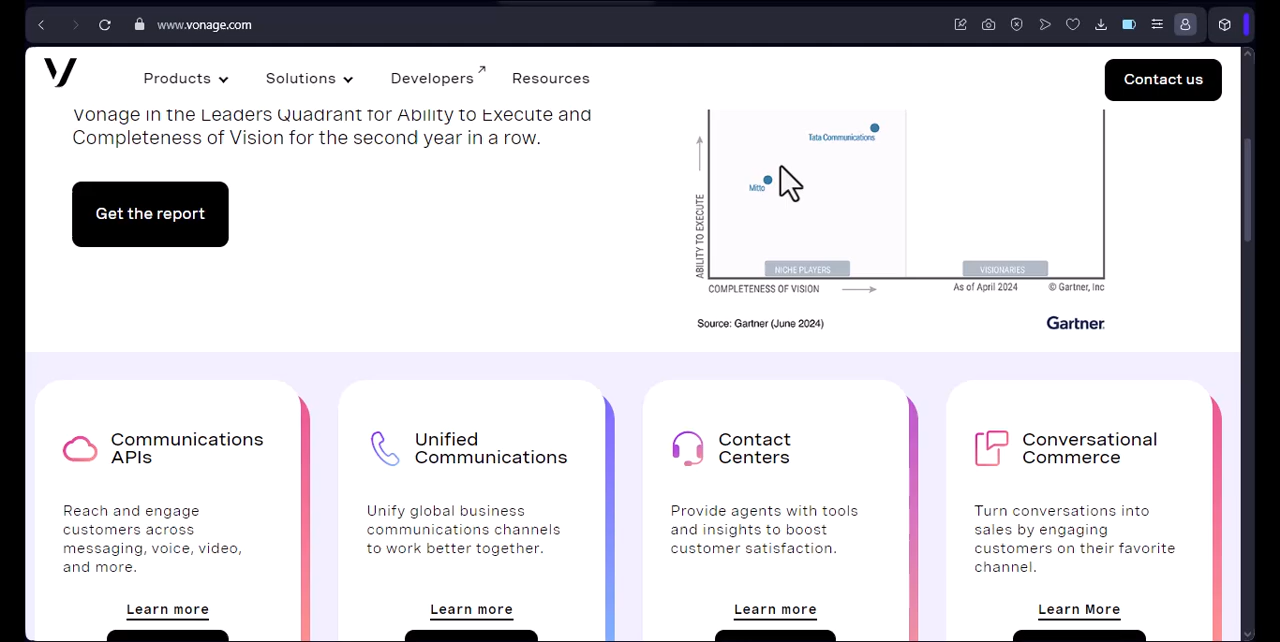 www.vonage.com
Products
Solutions
Developers
Resources
Contact us
Vonage in the Leaders Quadrant for Ability to Execute and
Completeness of Vision for the second year in a row.
Get the report
Tata Communications
Mitto
ABILITY TO EXECUTE
NICHE PLAYERS
VISIONARIES
COMPLETENESS OF VISION
As of April 2024
© Gartner, Inc
Source: Gartner (June 2024)
Gartner.
Communications
APIs
Reach and engage
customers across
messaging, voice, video,
and more.
Learn more
Unified
Communications
Unify global business
communications channels
to work better together.
Learn more
Contact
Centers
Provide agents with tools
and insights to boost
customer satisfaction.
Learn more
Conversational
Commerce
Turn conversations into
sales by engaging
customers on their favorite
channel.
Learn More